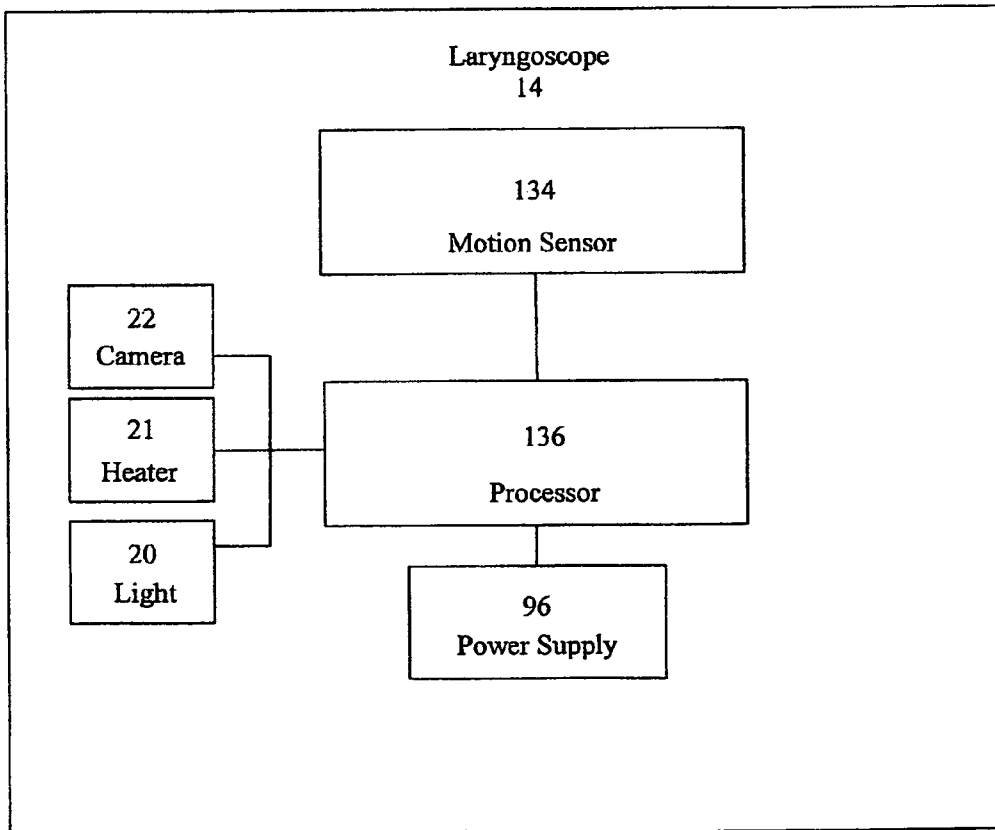 Laryngoscope
14
134
Motion Sensor
22
Camera
21
Heater
20
Light
136
Processor
96
Power Supply